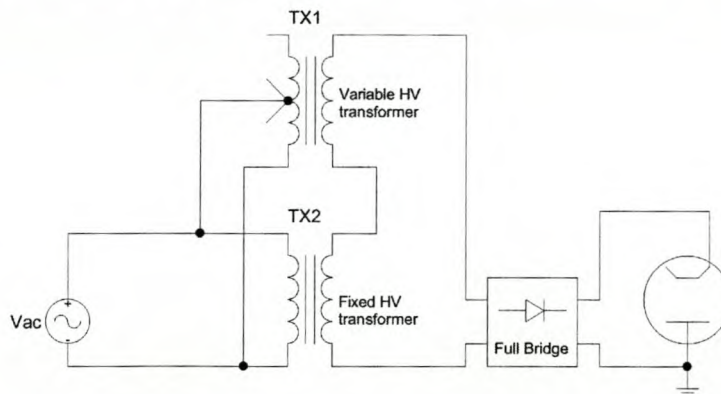 TX1
Variable HV
transformer
TX2
Fixed HV
transformer
Vac
+
-
Full Bridge